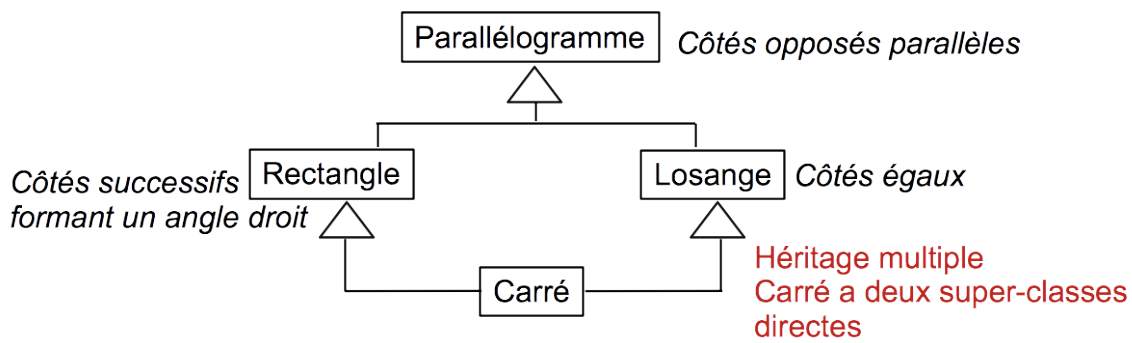 Parallélogramme
Côtés opposés parallèles
Côtés successifs
formant un angle droit
Rectangle
Losange
Côtés égaux
Carré
Héritage multiple
Carré a deux super-classes
directes